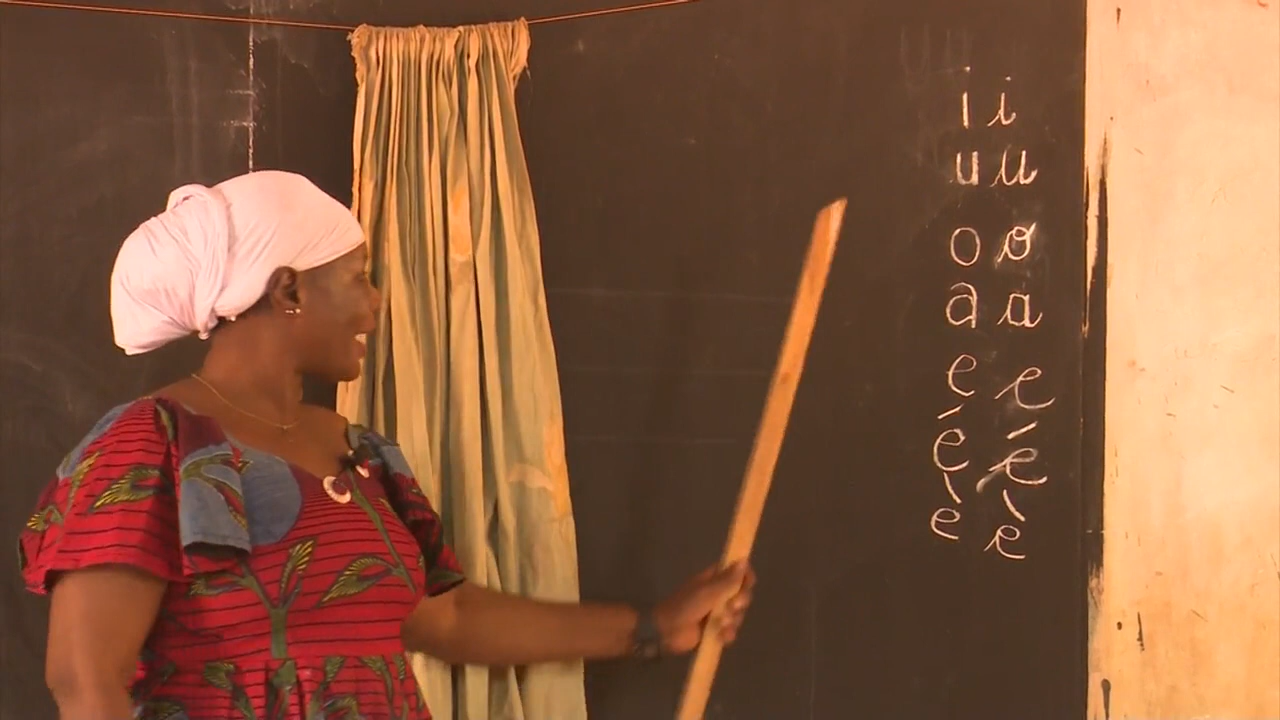 i i
u u
o o
a a
e e
é é
è è